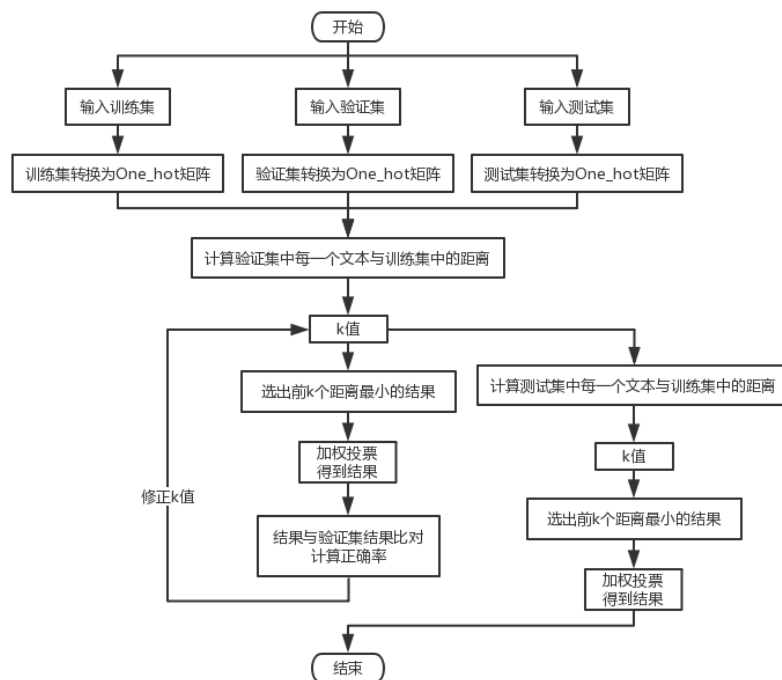 开始
输入训练集
输入验证集
输入测试集
训练集转换为One_hot矩阵
验证集转换为One_hot矩阵
测试集转换为One_hot矩阵
计算验证集中每一个文本与训练集中的距离
k值
选出前k个距离最小的结果
加权投票
得到结果
结果与验证集结果比对
计算正确率
修正k值
计算测试集中每一个文本与训练集中的距离
k值
选出前k个距离最小的结果
加权投票
得到结果
结束